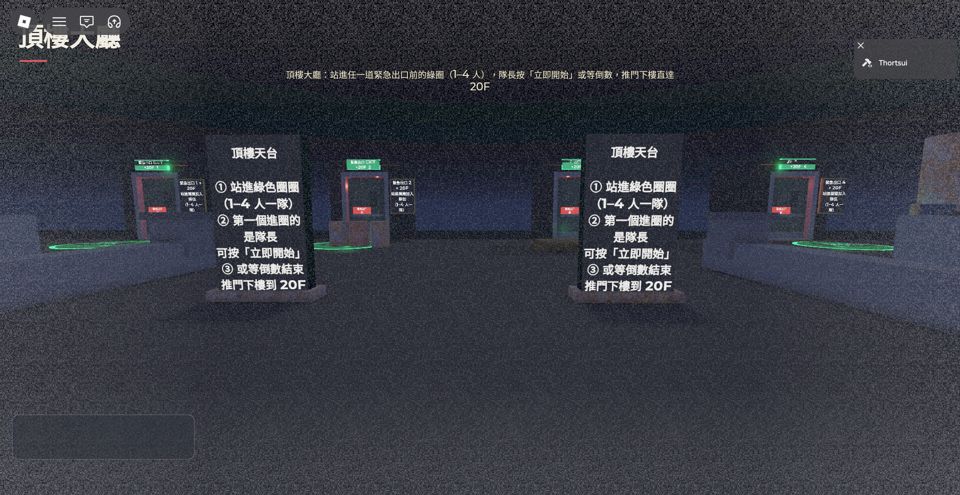 頂樓大廳
頂樓大廳：站進任一道緊急出口前的綠圈（1–4 人），隊長按「立即開始」或等倒數，推門下樓直達
20F
Thortsui
頂樓天台
① 站進綠色圈圈
（1–4 人一隊）
② 第一個進圈的
是隊長
可按「立即開始」
③ 或等倒數結束
推門下樓到 20F
頂樓天台
① 站進綠色圈圈
（1–4 人一隊）
② 第一個進圈的
是隊長
可按「立即開始」
③ 或等倒數結束
推門下樓到 20F